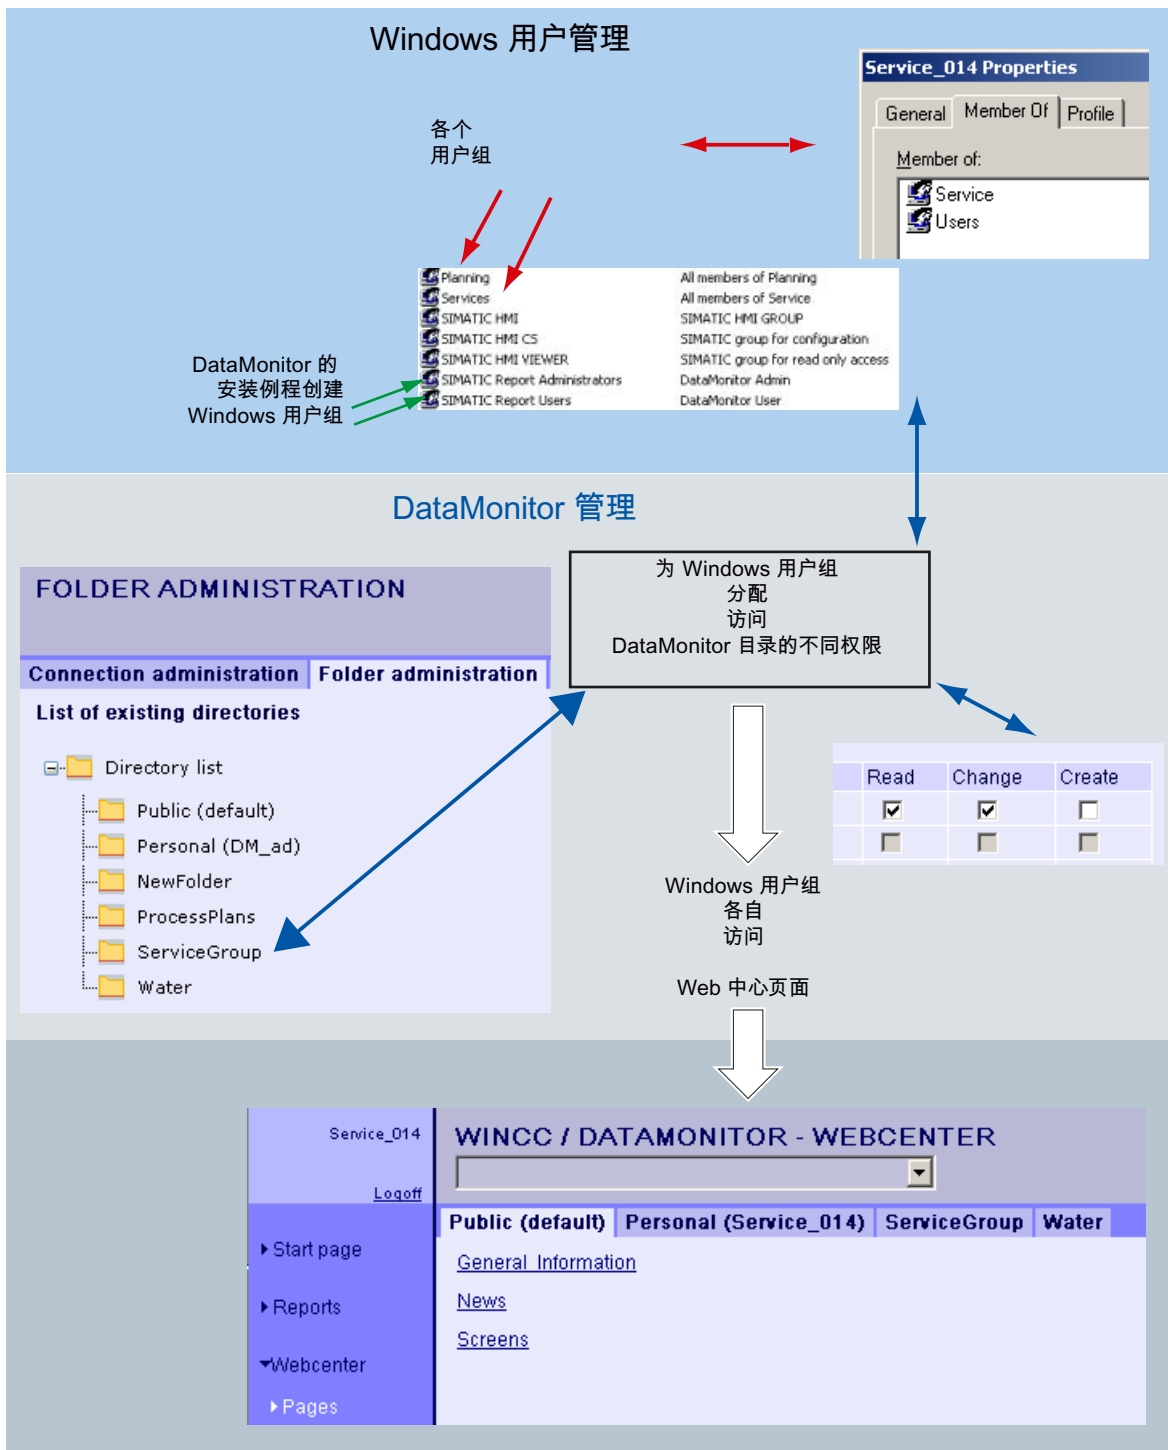 Windows 用户管理
Service_014 Properties
General Member Of Profile
Member of:
Service
Users
各个
用户组
Planning All members of Planning
Services All members of Service
SIMATIC HMI SIMATIC HMI GROUP
SIMATIC HMI CS SIMATIC group for configuration
SIMATIC HMI VIEWER SIMATIC group for read only access
SIMATIC Report Administrators DataMonitor Admin
SIMATIC Report Users DataMonitor User
DataMonitor 的
安装例程创建
Windows 用户组
DataMonitor 管理
为 Windows 用户组
分配
访问
DataMonitor 目录的不同权限
FOLDER ADMINISTRATION
Connection administration Folder administration
List of existing directories
Directory list
Public (default)
Personal (DM_ad)
NewFolder
ProcessPlans
ServiceGroup
Water
Read Change Create
Windows 用户组
各自
访问
Web 中心页面
Service_014
Logoff
WINCC / DATAMONITOR - WEBCENTER
Public (default) Personal (Service_014) ServiceGroup Water
Start page
Reports
Webcenter
Pages
General Information
News
Screens